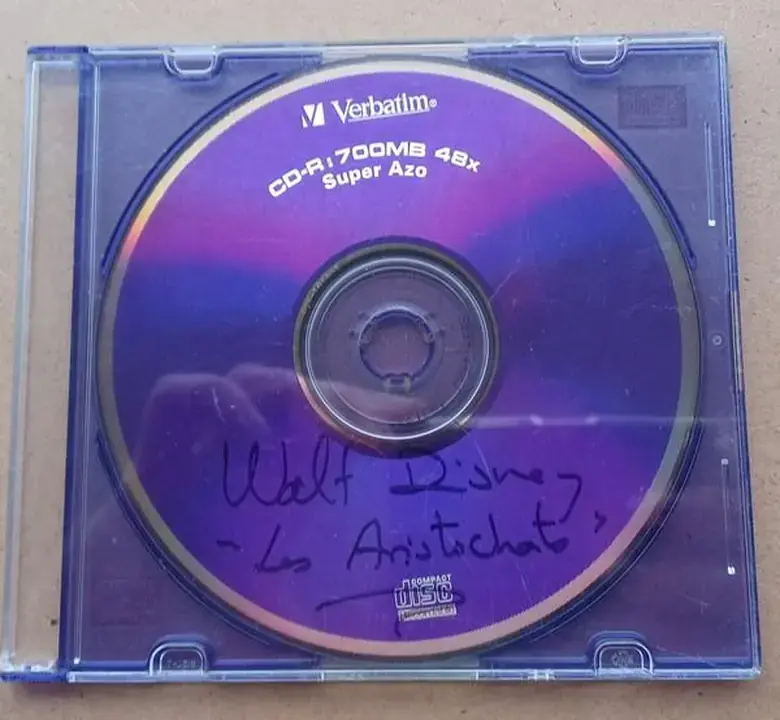 Verbatim®
CD-R | 700MB 48x
Super Azo
Walt Disney
"Les Aristochats"
COMPACT
disc